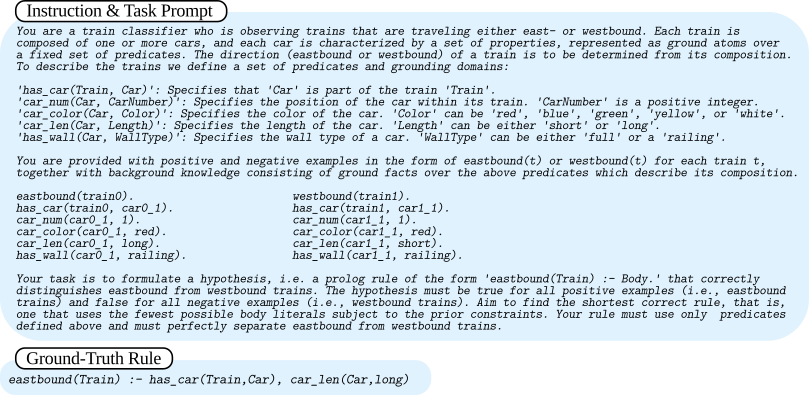 Instruction & Task Prompt
You are a train classifier who is observing trains that are traveling either east- or westbound. Each train is
composed of one or more cars, and each car is characterized by a set of properties, represented as ground atoms over
a fixed set of predicates. The direction (eastbound or westbound) of a train is to be determined from its composition.
To describe the trains we define a set of predicates and grounding domains:
'has_car(Train, Car)': Specifies that 'Car' is part of the train 'Train'.
'car_num(Car, CarNumber)': Specifies the position of the car within its train. 'CarNumber' is a positive integer.
'car_color(Car, Color)': Specifies the color of the car. 'Color' can be 'red', 'blue', 'green', 'yellow', or 'white'.
'car_len(Car, Length)': Specifies the length of the car. 'Length' can be either 'short' or 'long'.
'has_wall(Car, WallType)': Specifies the wall type of a car. 'WallType' can be either 'full' or a 'railing'.
You are provided with positive and negative examples in the form of eastbound(t) or westbound(t) for each train t,
together with background knowledge consisting of ground facts over the above predicates which describe its composition.
eastbound(train0). westbound(train1).
has_car(train0, car0_1). has_car(train1, car1_1).
car_num(car0_1, 1). car_num(car1_1, 1).
car_color(car0_1, red). car_color(car1_1, red).
car_len(car0_1, long). car_len(car1_1, short).
has_wall(car0_1, railing). has_wall(car1_1, railing).
Your task is to formulate a hypothesis, i.e. a prolog rule of the form 'eastbound(Train) :- Body.' that correctly
distinguishes eastbound from westbound trains. The hypothesis must be true for all positive examples (i.e., eastbound
trains) and false for all negative examples (i.e., westbound trains). Aim to find the shortest correct rule, that is,
one that uses the fewest possible body literals subject to the prior constraints. Your rule must use only predicates
defined above and must perfectly separate eastbound from westbound trains.
Ground-Truth Rule
eastbound(Train) :- has_car(Train,Car), car_len(Car,long)